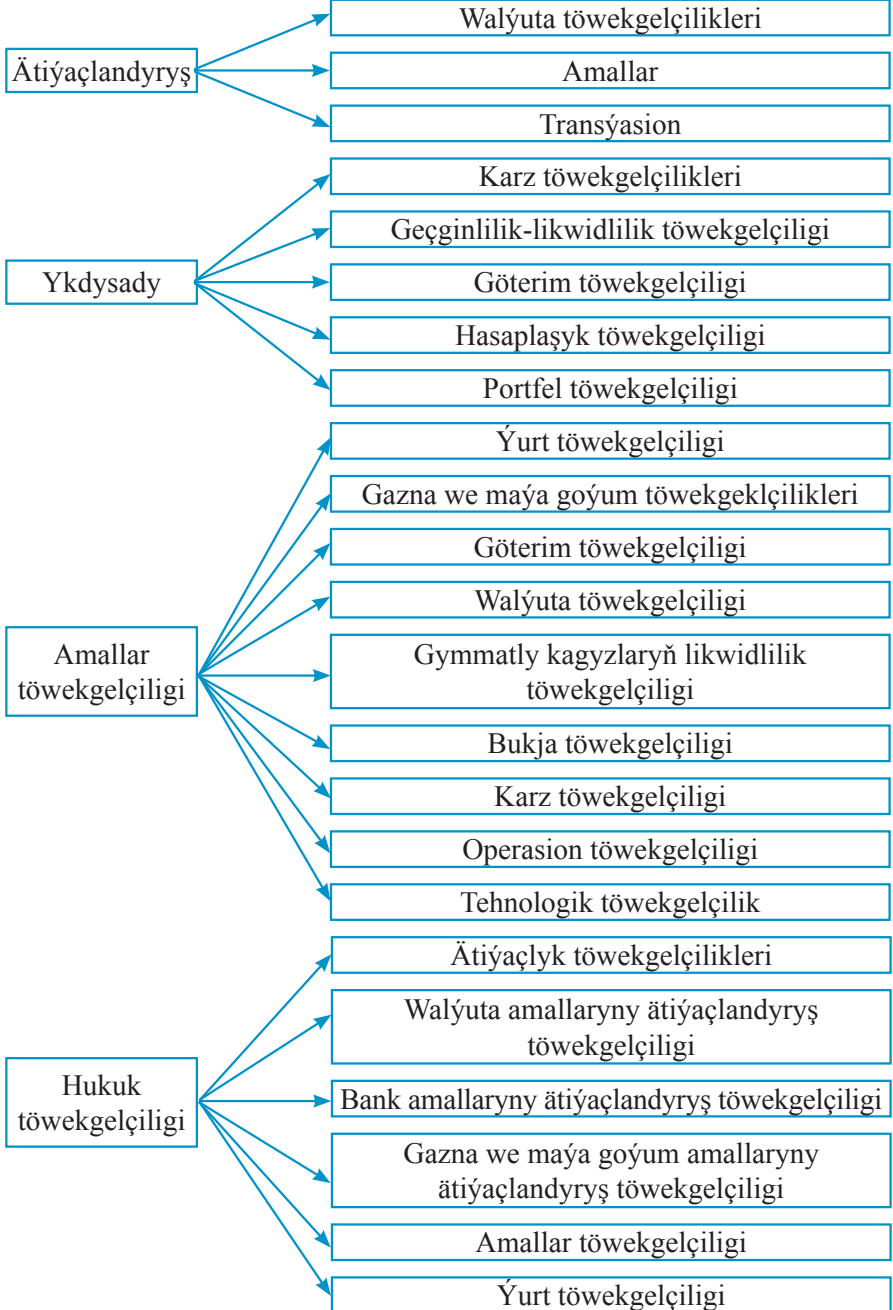 Ätiýaçlandyryş
Walýuta töwekgelçilikleri
Amallar
Transýasion
Ykdysady
Karz töwekgelçilikleri
Geçginlilik-likwidlilik töwekgelçiligi
Göterim töwekgelçiligi
Hasaplaşyk töwekgelçiligi
Portfel töwekgelçiligi
Amallar
töwekgelçiligi
Ýurt töwekgelçiligi
Gazna we maýa goýum töwekgeklçilikleri
Göterim töwekgelçiligi
Walýuta töwekgelçiligi
Gymmatly kagyzlaryň likwidlilik
töwekgelçiligi
Bukja töwekgelçiligi
Karz töwekgelçiligi
Operasion töwekgelçiligi
Tehnologik töwekgelçilik
Hukuk
töwekgelçiligi
Ätiýaçlyk töwekgelçilikleri
Walýuta amallaryny ätiýaçlandyryş
töwekgelçiligi
Bank amallaryny ätiýaçlandyryş töwekgelçiligi
Gazna we maýa goýum amallaryny
ätiýaçlandyryş töwekgelçiligi
Amallar töwekgelçiligi
Ýurt töwekgelçiligi